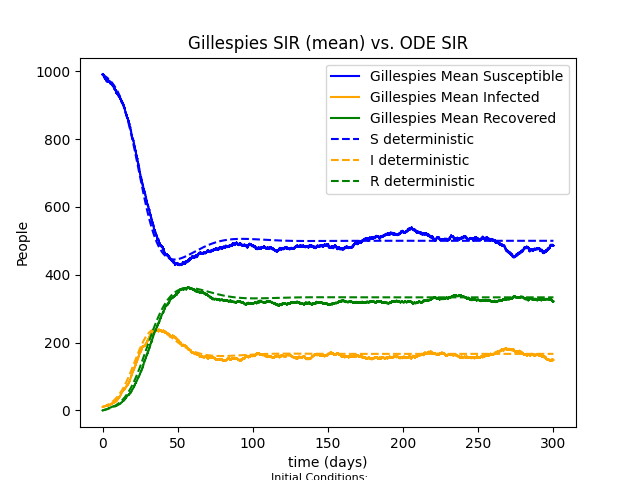 Gillespies SIR (mean) vs. ODE SIR
Gillespies Mean Susceptible
Gillespies Mean Infected
Gillespies Mean Recovered
S deterministic
I deterministic
R deterministic
People
1000
800
600
400
200
0
0 50 100 150 200 250 300
time (days)
Initial Conditions: